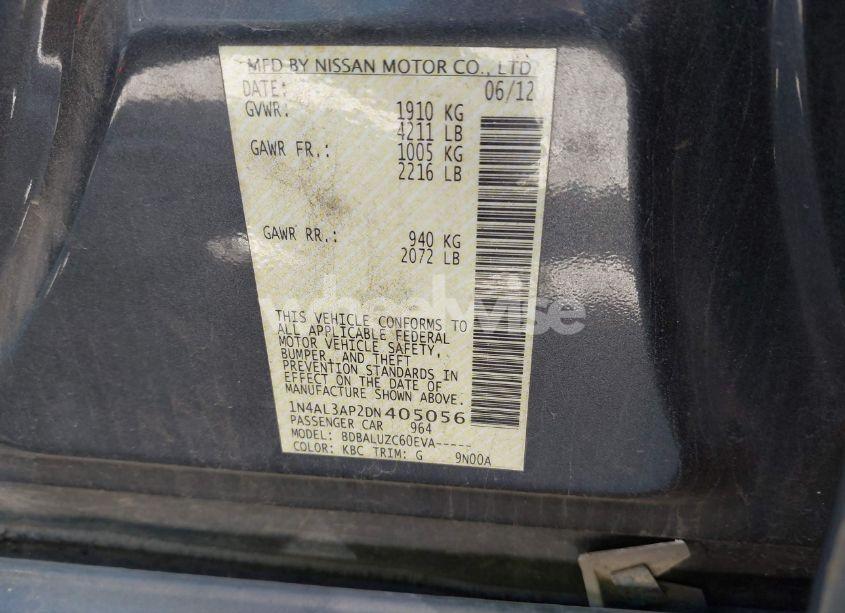 MFD BY NISSAN MOTOR CO., LTD
DATE: 06/12
GVWR: 1910 KG
4211 LB
GAWR FR.: 1005 KG
2216 LB
GAWR RR.: 940 KG
2072 LB
wheelwise
THIS VEHICLE CONFORMS TO
ALL APPLICABLE FEDERAL
MOTOR VEHICLE SAFETY,
BUMPER, AND THEFT
PREVENTION STANDARDS IN
EFFECT ON THE DATE OF
MANUFACTURE SHOWN ABOVE.
1N4AL3AP2DN405056
PASSENGER CAR 964
MODEL: BDBALUZC60EVA-----
COLOR: KBC TRIM: G 9N00A